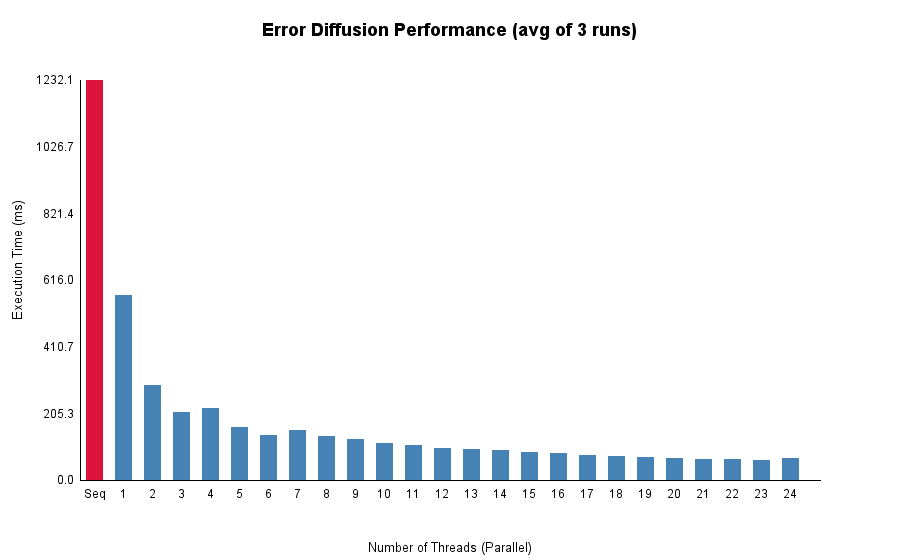 Error Diffusion Performance (avg of 3 runs)
1232.1
1026.7
821.4
616.0
410.7
205.3
0.0
Execution Time (ms)
Seq 1 2 3 4 5 6 7 8 9 10 11 12 13 14 15 16 17 18 19 20 21 22 23 24
Number of Threads (Parallel)